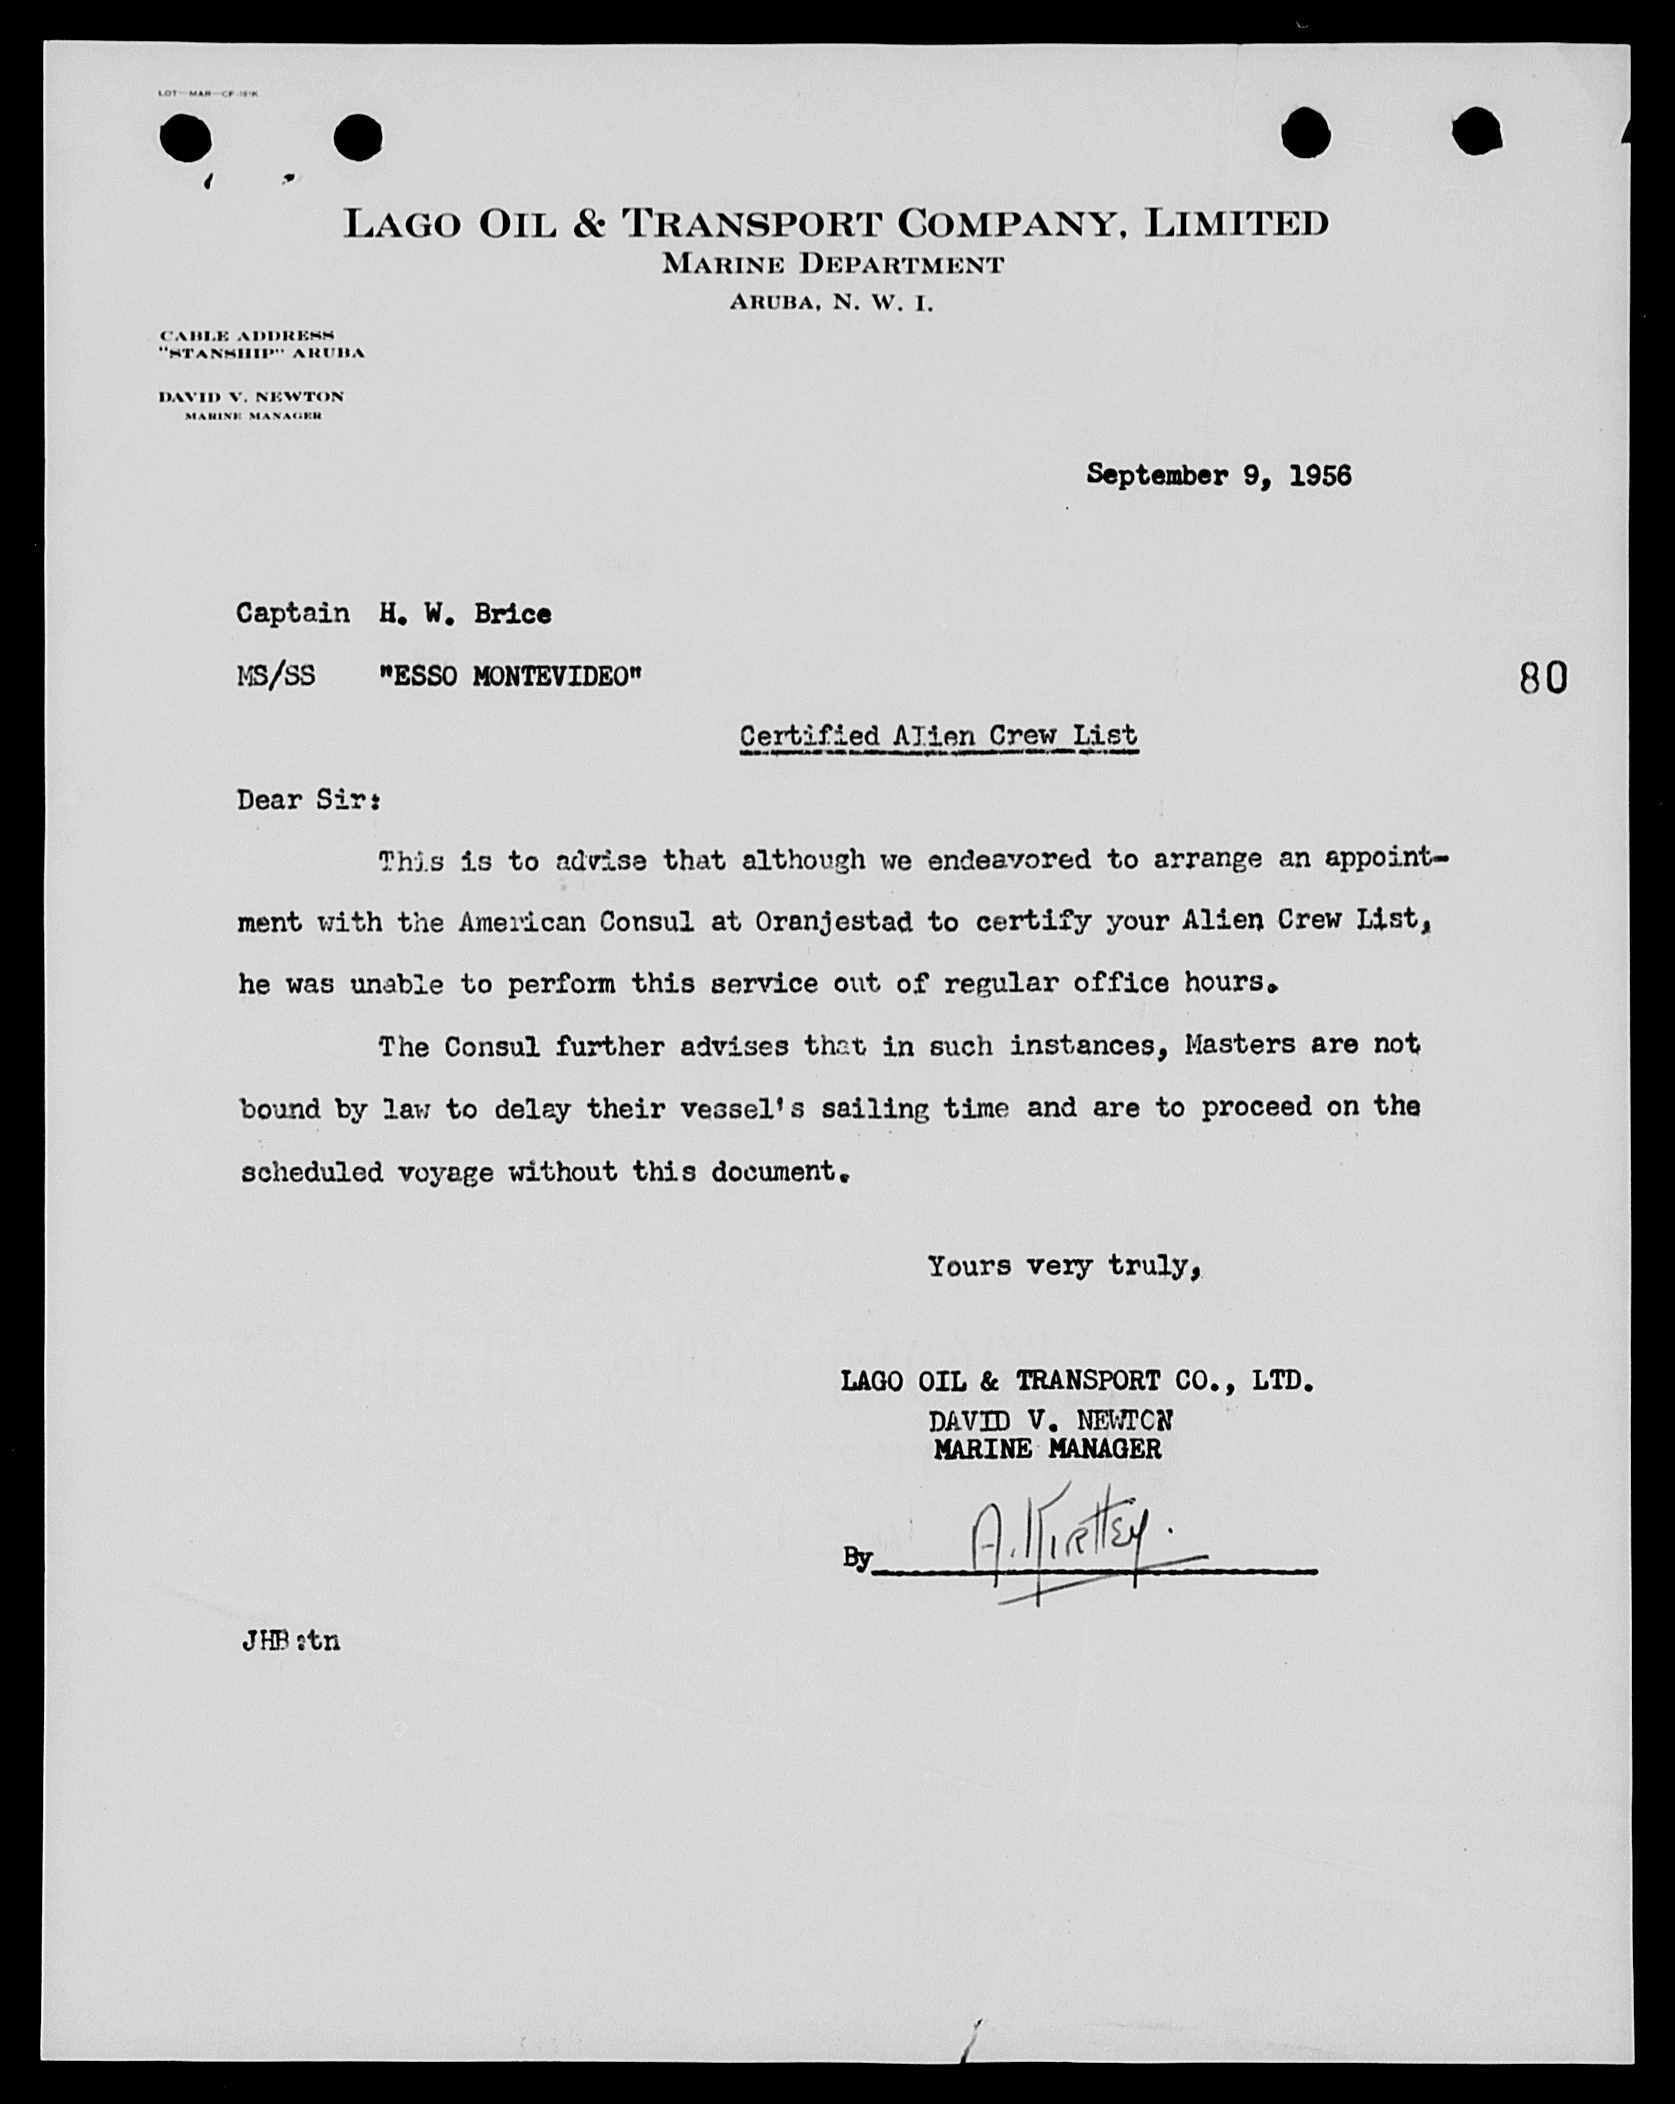 LAGO OIL & TRANSPORT COMPANY, LIMITED
MARINE DEPARTMENT
ARUBA, N. W. I.
CABLE ADDRESS
"STANSHIP" ARUBA
DAVID V. NEWTON
MARINE MANAGER
September 9, 1956
Captain H. W. Brice
MS/SS "ESSO MONTEVIDEO"
80
Certified Alien Crew List
Dear Sir:
This is to advise that although we endeavored to arrange an appoint-
ment with the American Consul at Oranjestad to certify your Alien Crew List,
he was unable to perform this service out of regular office hours.
The Consul further advises that in such instances, Masters are not
bound by law to delay their vessel's sailing time and are to proceed on the
scheduled voyage without this document.
Yours very truly,
LAGO OIL & TRANSPORT CO., LTD.
DAVID V. NEWTON
MARINE MANAGER
By A. Kirtley.
JHB:tn